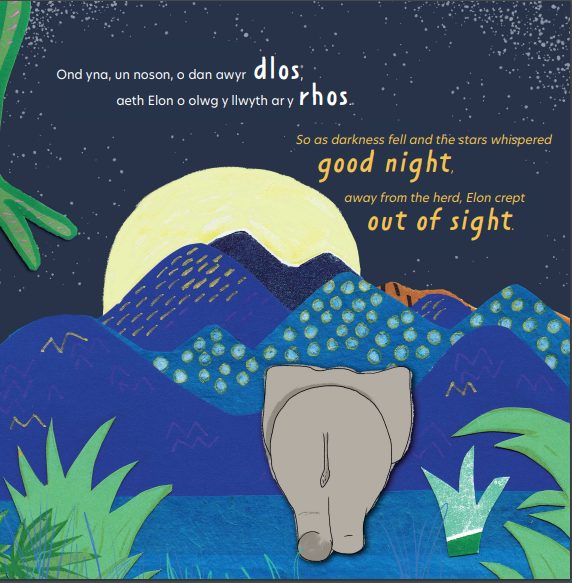 Ond yna, un noson, o dan awyr dlos,
aeth Elon o olwg y llwyth ar y rhos.
So as darkness fell and the stars whispered
good night,
away from the herd, Elon crept
out of sight.